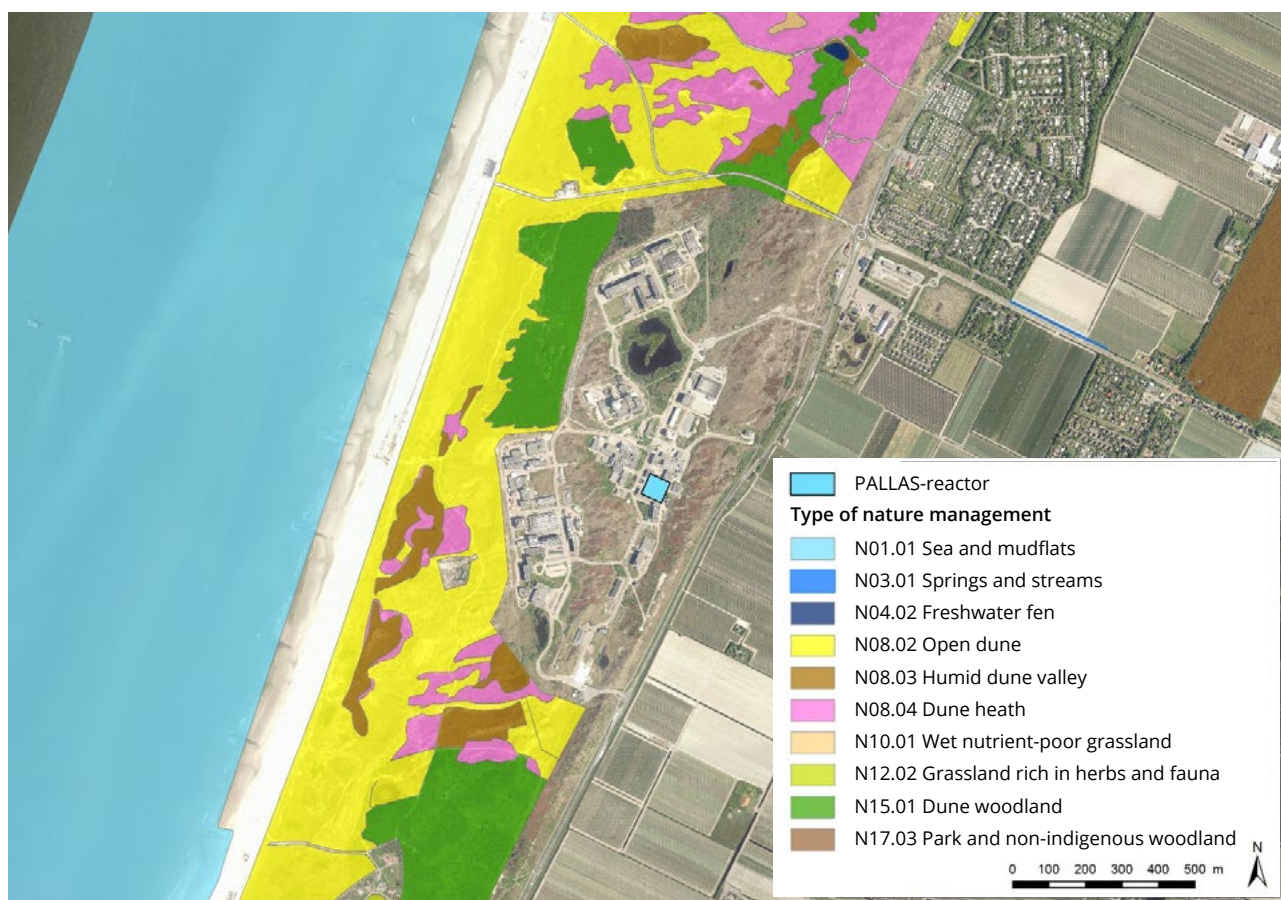 PALLAS-reactor
Type of nature management
N01.01 Sea and mudflats
N03.01 Springs and streams
N04.02 Freshwater fen
N08.02 Open dune
N08.03 Humid dune valley
N08.04 Dune heath
N10.01 Wet nutrient-poor grassland
N12.02 Grassland rich in herbs and fauna
N15.01 Dune woodland
N17.03 Park and non-indigenous woodland
N
0 100 200 300 400 500 m